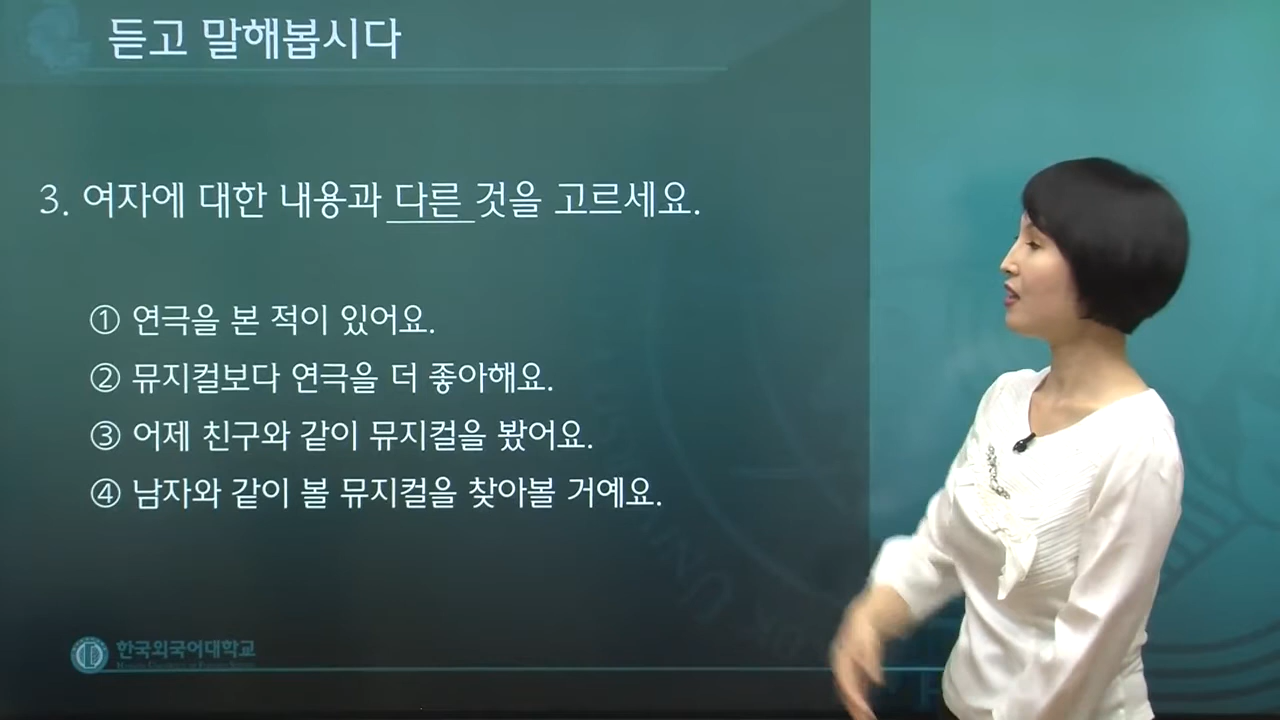 듣고 말해봅시다
3. 여자에 대한 내용과 다른 것을 고르세요.
① 연극을 본 적이 있어요.
② 뮤지컬보다 연극을 더 좋아해요.
③ 어제 친구와 같이 뮤지컬을 봤어요.
④ 남자와 같이 볼 뮤지컬을 찾아볼 거예요.
한국외국어대학교